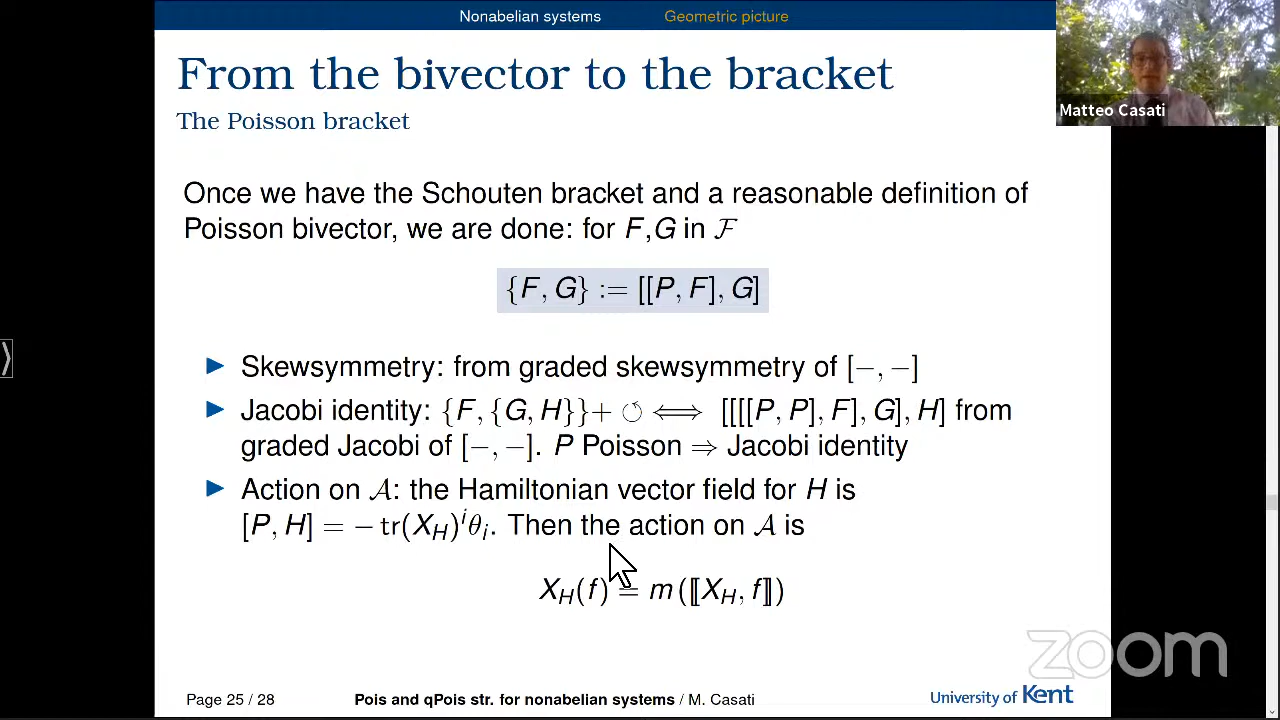 Nonabelian systems Geometric picture
From the bivector to the bracket
The Poisson bracket
Matteo Casati
Once we have the Schouten bracket and a reasonable definition of
Poisson bivector, we are done: for F,G in ℱ
{F, G} := [[P, F], G]
▶ Skewsymmetry: from graded skewsymmetry of [−, −]
▶ Jacobi identity: {F, {G, H}}+ ↺ ⟺ [[[[P, P], F], G], H] from
graded Jacobi of [−, −]. P Poisson ⇒ Jacobi identity
▶ Action on 𝒜: the Hamiltonian vector field for H is
[P, H] = − tr(X_H)^i θ_i. Then the action on 𝒜 is
X_H(f) = m(⟦X_H, f⟧)
zoom
Page 25 / 28 Pois and qPois str. for nonabelian systems / M. Casati University of Kent